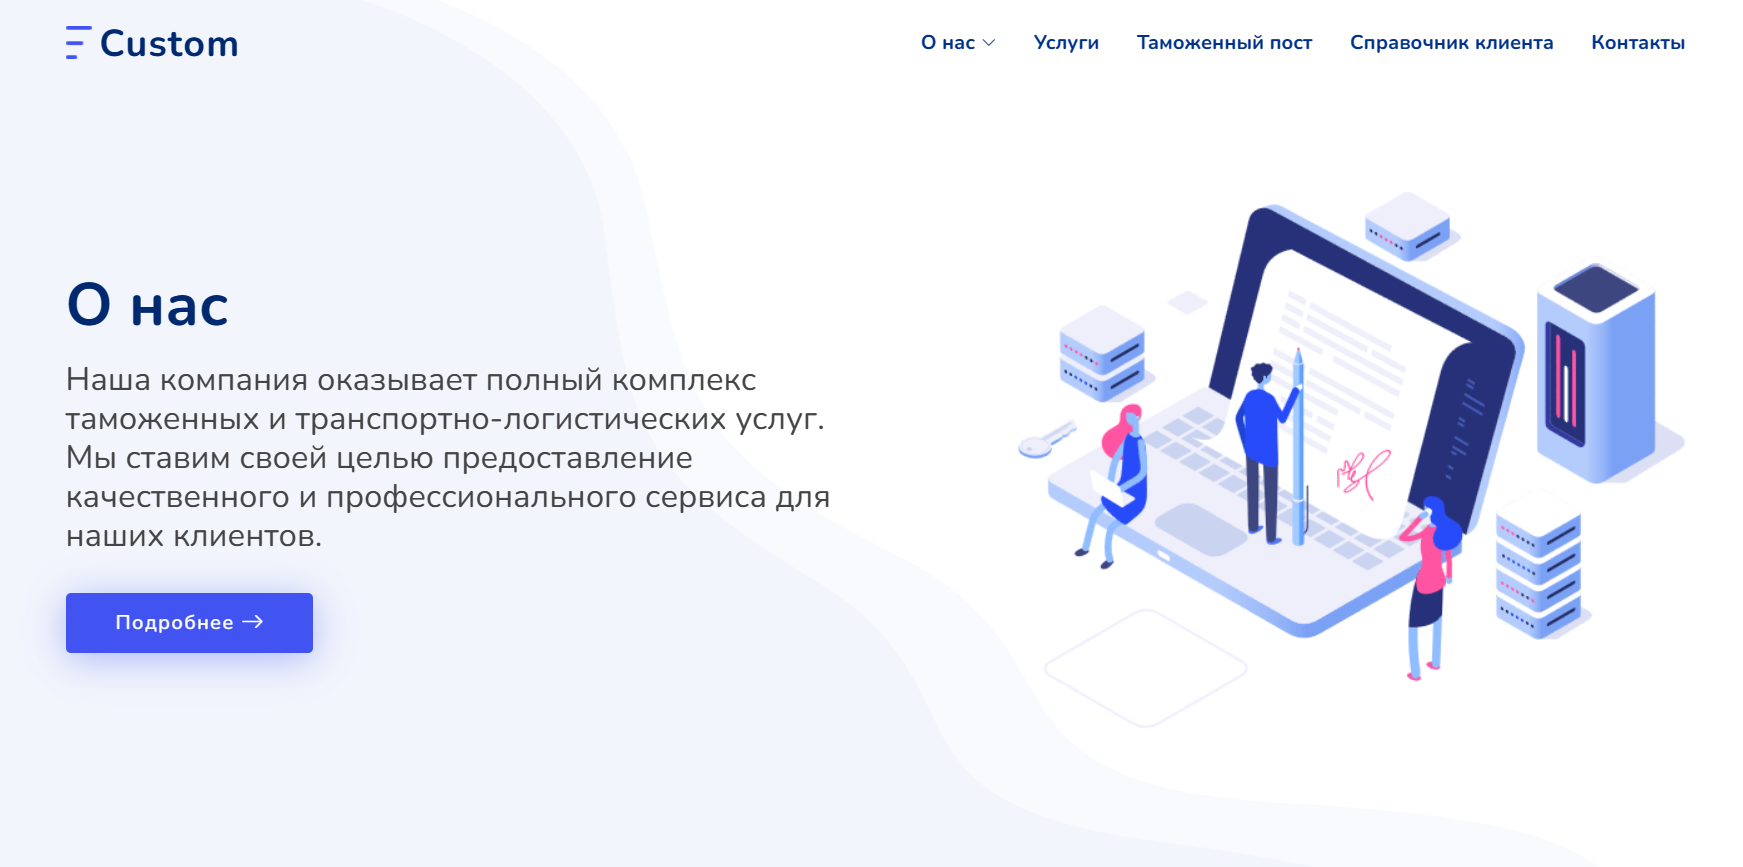 Custom
О нас
Услуги
Таможенный пост
Справочник клиента
Контакты
О нас
Наша компания оказывает полный комплекс
таможенных и транспортно-логистических услуг.
Мы ставим своей целью предоставление
качественного и профессионального сервиса для
наших клиентов.
Подробнее →